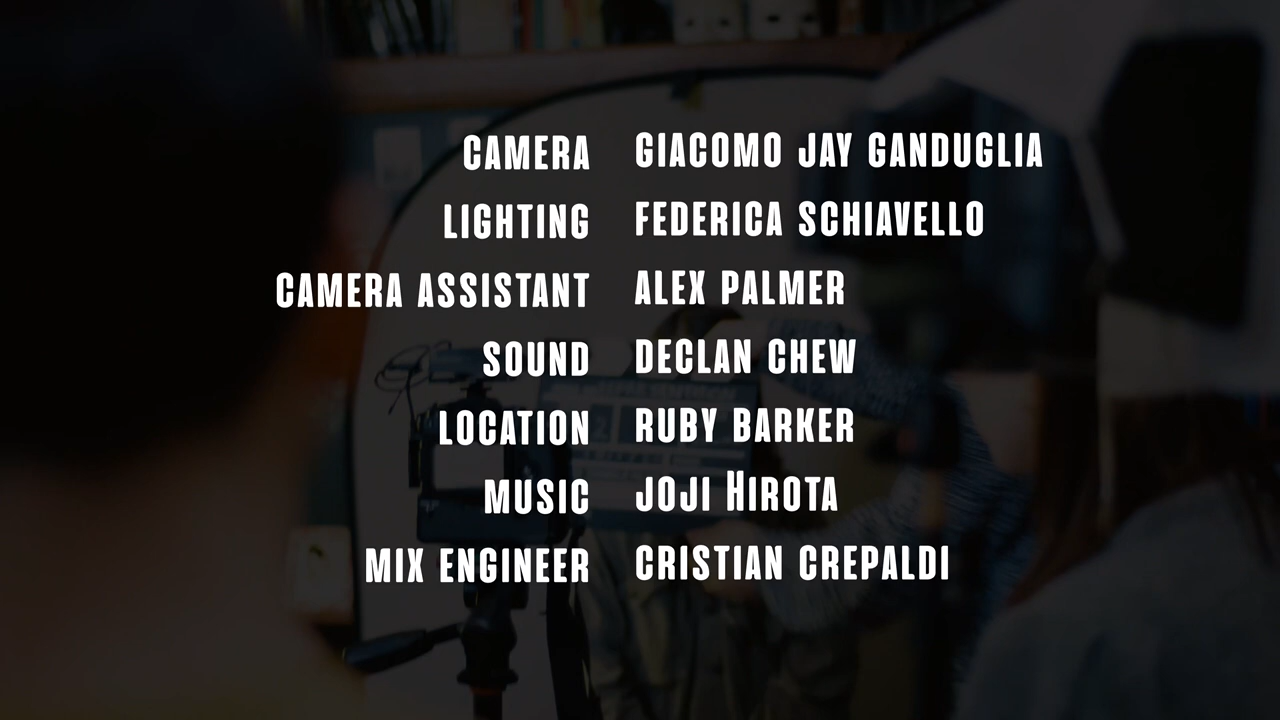 CAMERA GIACOMO JAY GANDUGLIA
LIGHTING FEDERICA SCHIAVELLO
CAMERA ASSISTANT ALEX PALMER
SOUND DECLAN CHEW
LOCATION RUBY BARKER
MUSIC JOJI HIROTA
MIX ENGINEER CRISTIAN CREPALDI